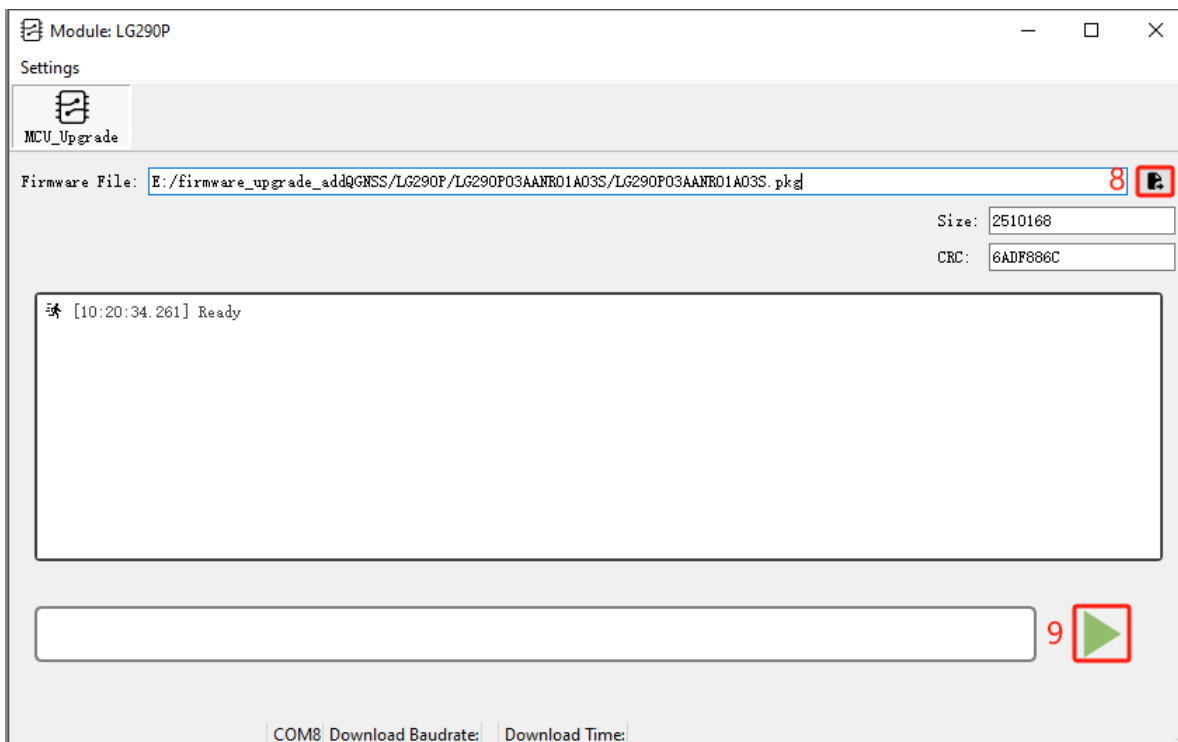 Module: LG290P
Settings
MCU_Upgrade
Firmware File: E:/firmware_upgrade_addQGNSS/LG290P/LG290P03AANR01A03S/LG290P03AANR01A03S.pkg 8
Size: 2510168
CRC: 6ADF886C
[10:20:34.261] Ready
9
COM8 Download Baudrate: Download Time: